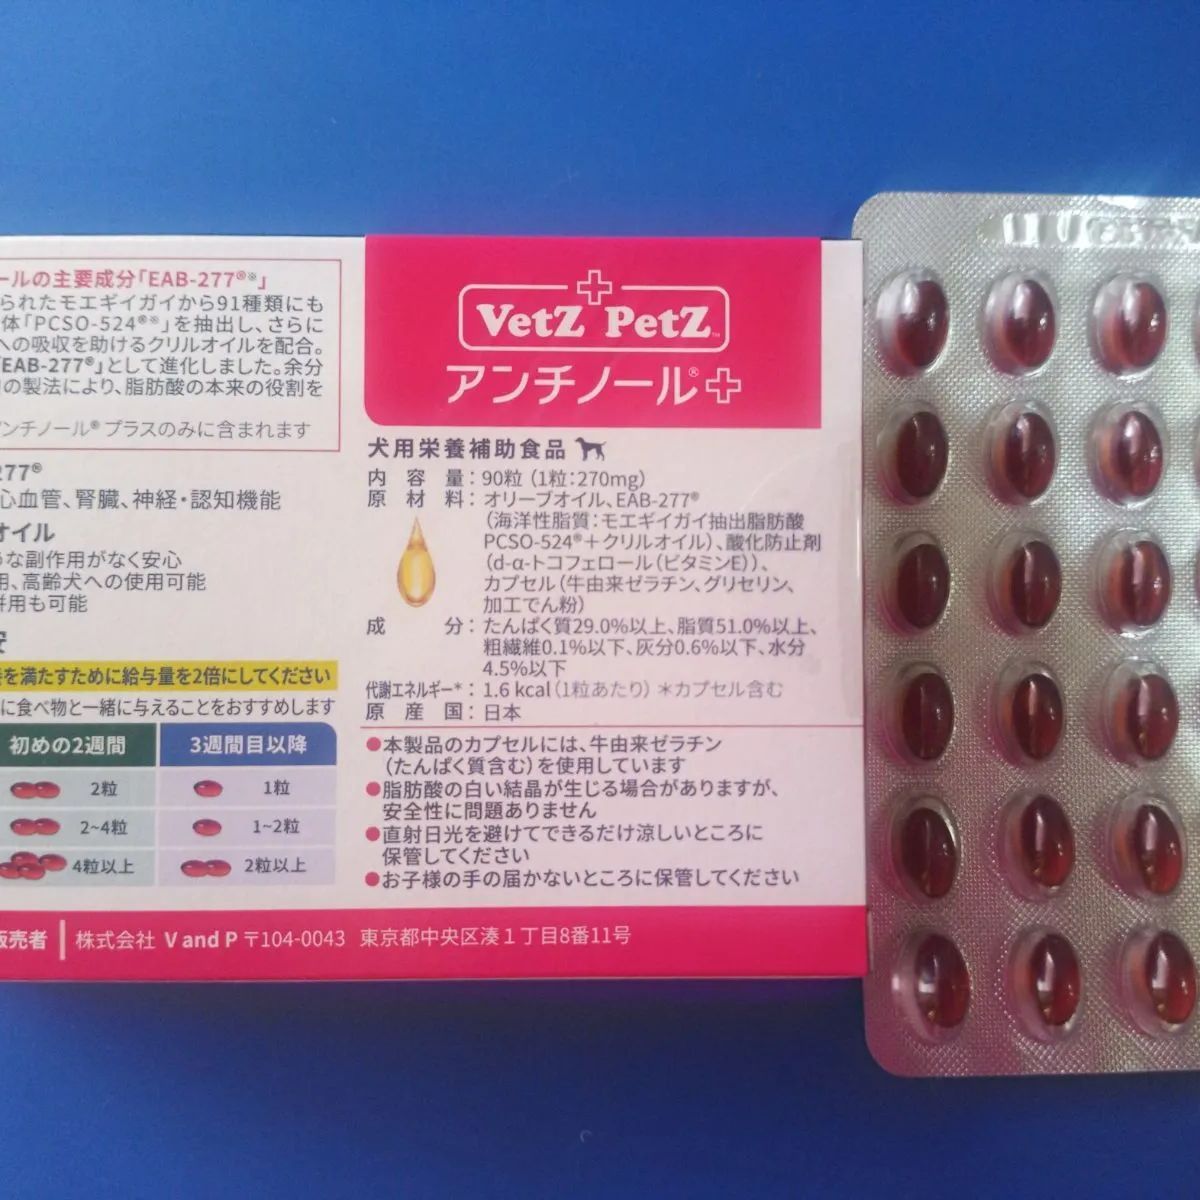 ールの主要成分「EAB-277®※」
られたモエギイガイから91種類にも
体「PCSO-524®※」を抽出し、さらに
への吸収を助けるクリルオイルを配合。
「EAB-277®」として進化しました。余分
の製法により、脂肪酸の本来の役割を
ンチノール®プラスのみに含まれます
277®
心血管、腎臓、神経・認知機能
オイル
うな副作用がなく安心
用、高齢犬への使用可能
併用も可能
を満たすために給与量を2倍にしてください
に食べ物と一緒に与えることをおすすめします
初めの2週間 3週間目以降
2粒 1粒
2~4粒 1~2粒
4粒以上 2粒以上
VetZ PetZ™
アンチノール®+
犬用栄養補助食品
内容量:90粒(1粒:270mg)
原材料:オリーブオイル、EAB-277®
(海洋性脂質:モエギイガイ抽出脂肪酸
PCSO-524®+クリルオイル)、酸化防止剤
(d-α-トコフェロール(ビタミンE))、
カプセル(牛由来ゼラチン、グリセリン、
加工でん粉)
成分:たんぱく質29.0%以上、脂質51.0%以上、
粗繊維0.1%以下、灰分0.6%以下、水分
4.5%以下
代謝エネルギー*:1.6 kcal(1粒あたり)*カプセル含む
原産国:日本
●本製品のカプセルには、牛由来ゼラチン
(たんぱく質含む)を使用しています
●脂肪酸の白い結晶が生じる場合がありますが、
安全性に問題ありません
●直射日光を避けてできるだけ涼しいところに
保管してください
●お子様の手の届かないところに保管してください
販売者 株式会社 V and P 〒104-0043 東京都中央区湊1丁目8番11号